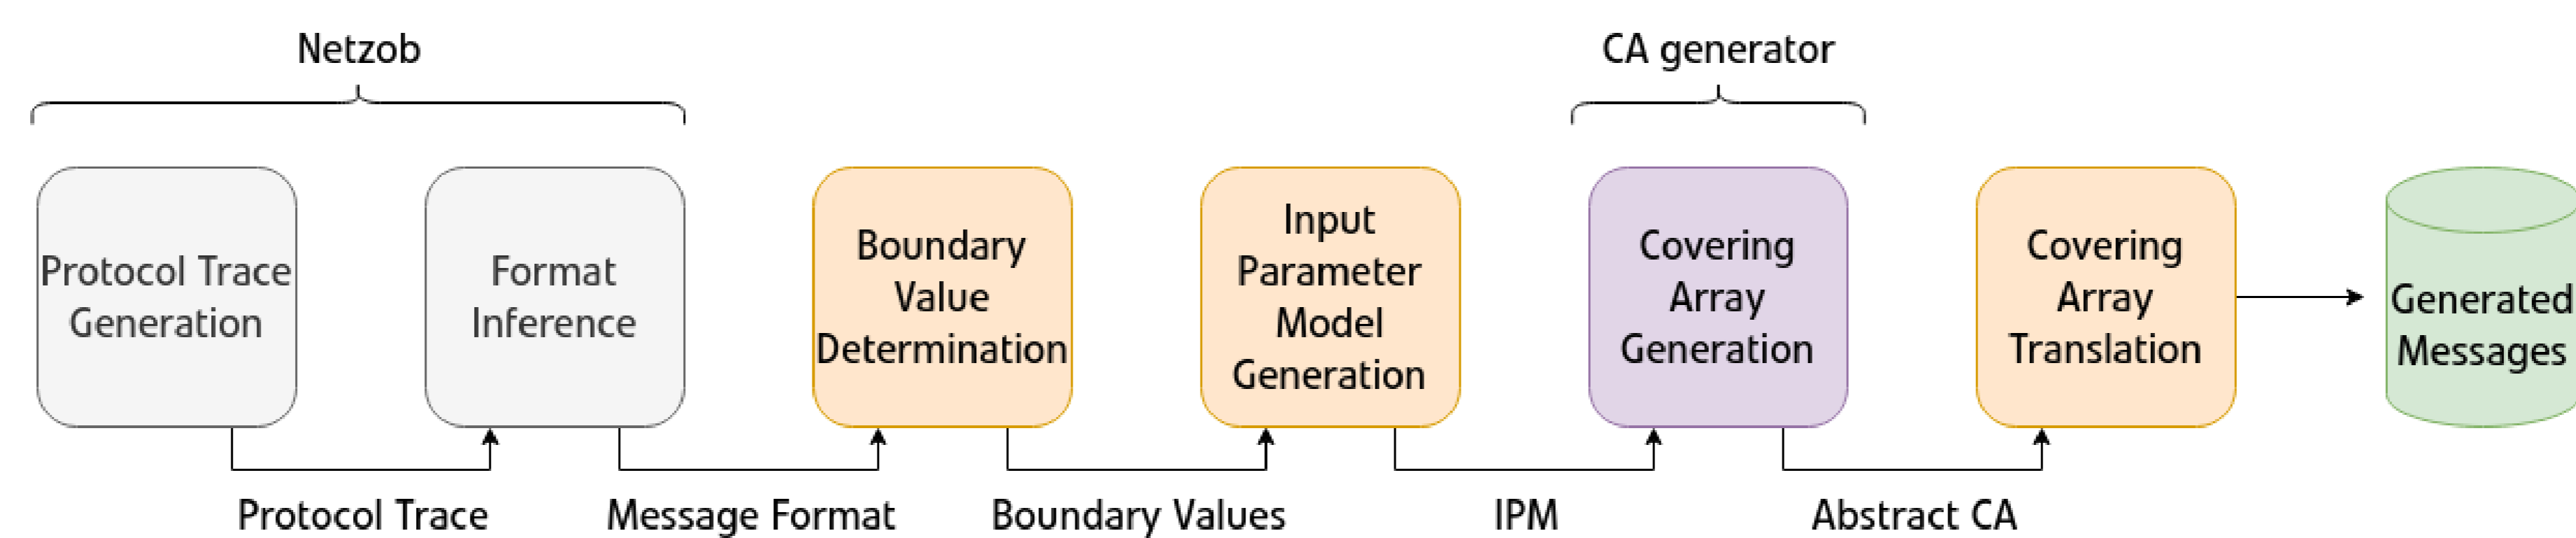 Netzob
CA generator
Protocol Trace
Generation
Format
Inference
Boundary
Value
Determination
Input
Parameter
Model
Generation
Covering
Array
Generation
Covering
Array
Translation
Generated
Messages
Protocol Trace
Message Format
Boundary Values
IPM
Abstract CA